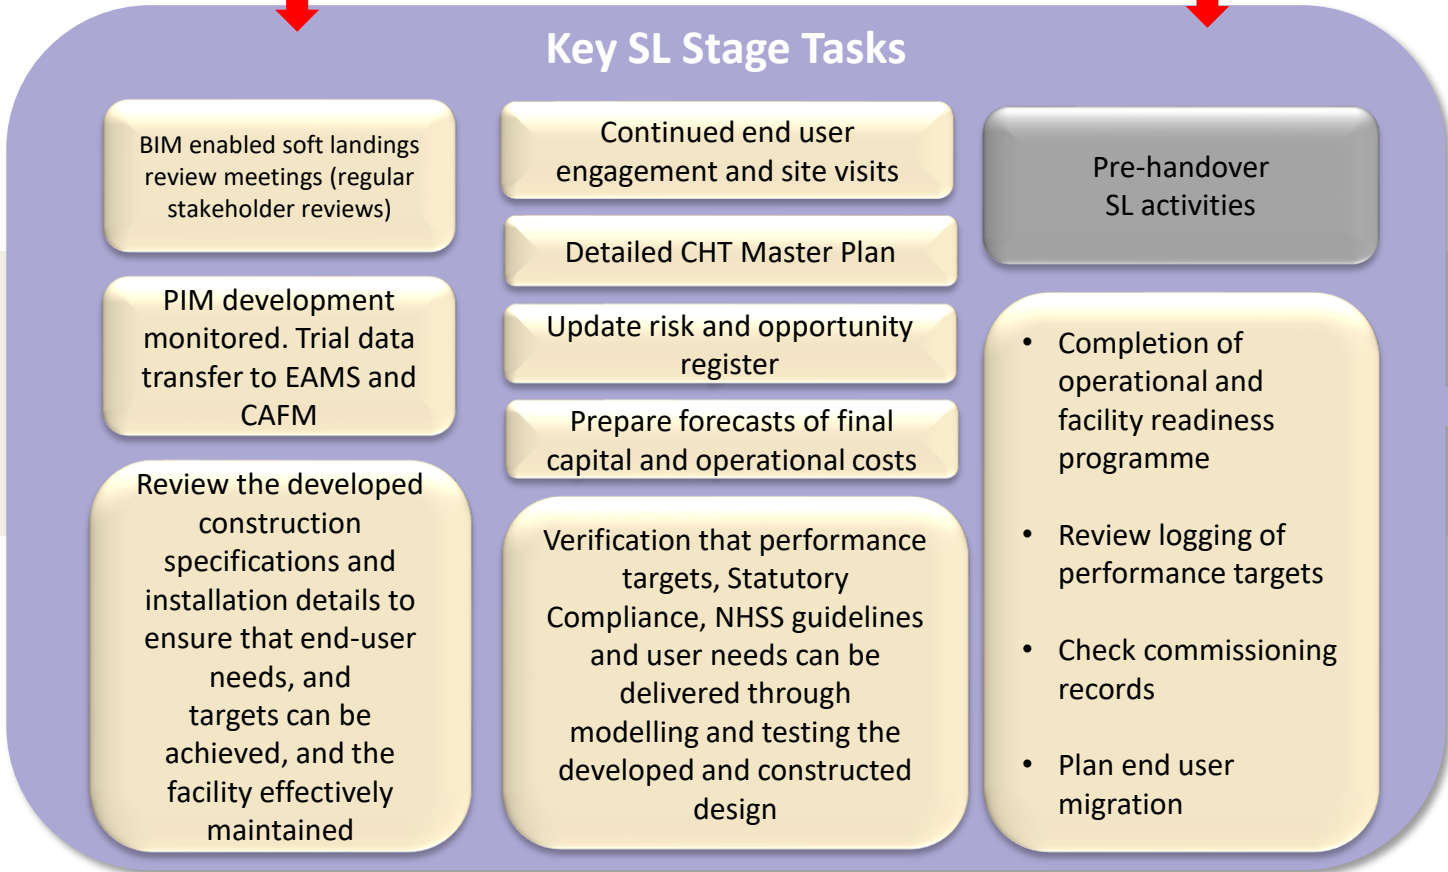 Key SL Stage Tasks
BIM enabled soft landings
review meetings (regular
stakeholder reviews)
PIM development
monitored. Trial data
transfer to EAMS and
CAFM
Review the developed
construction
specifications and
installation details to
ensure that end-user
needs, and
targets can be
achieved, and the
facility effectively
maintained
Continued end user
engagement and site visits
Detailed CHT Master Plan
Update risk and opportunity
register
Prepare forecasts of final
capital and operational costs
Verification that performance
targets, Statutory
Compliance, NHSS guidelines
and user needs can be
delivered through
modelling and testing the
developed and constructed
design
Pre-handover
SL activities
• Completion of
operational and
facility readiness
programme
• Review logging of
performance targets
• Check commissioning
records
• Plan end user
migration